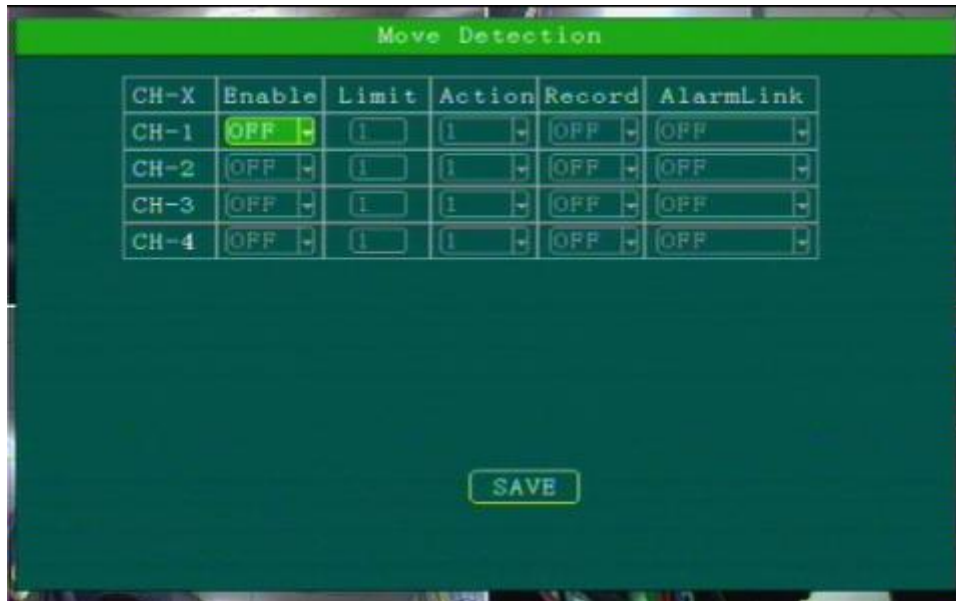 Move Detection
CH-X Enable Limit Action Record AlarmLink
CH-1 OFF 1 1 OFF OFF
CH-2 OFF 1 1 OFF OFF
CH-3 OFF 1 1 OFF OFF
CH-4 OFF 1 1 OFF OFF
SAVE